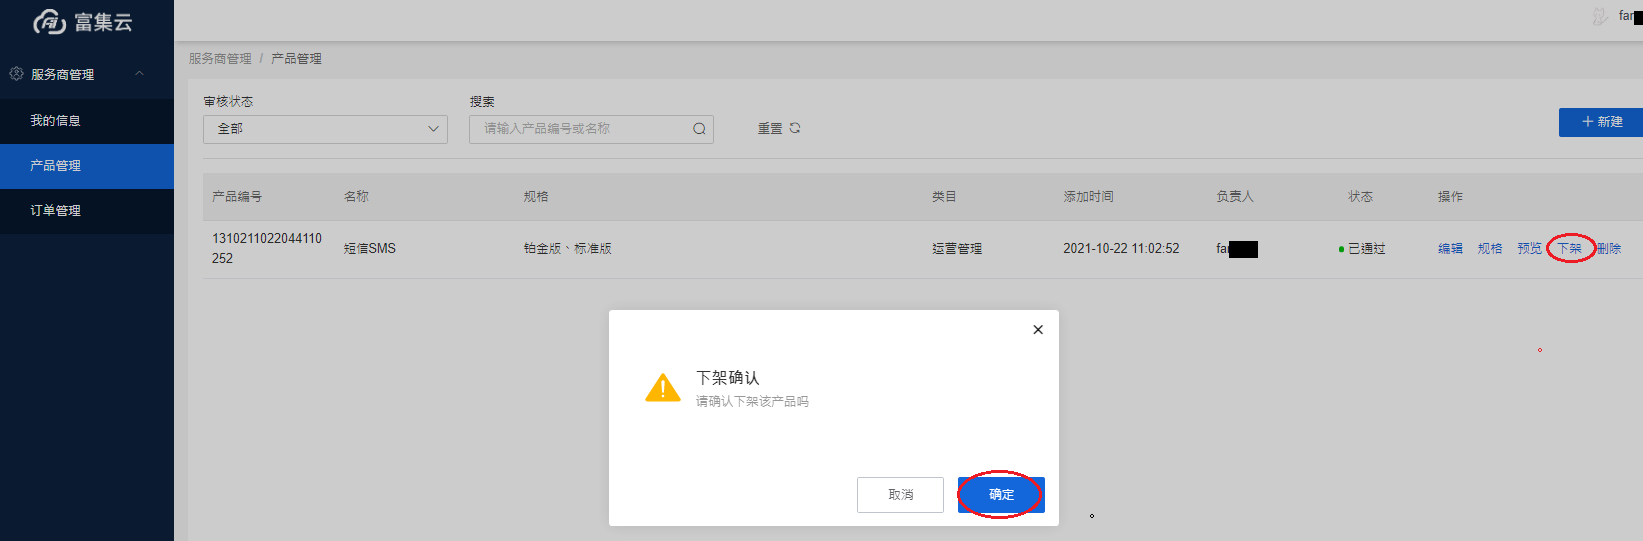 富集云
far
服务商管理
服务商管理 / 产品管理
我的信息
产品管理
订单管理
审核状态
搜索
全部
请输入产品编号或名称
重置
新建
产品编号 名称 规格 类目 添加时间 负责人 状态 操作
1310211022044110
252
短信SMS 铂金版、标准版 运营管理 2021-10-22 11:02:52 far 已通过 编辑 规格 预览 下架 删除
下架确认
请确认下架该产品吗
取消 确定